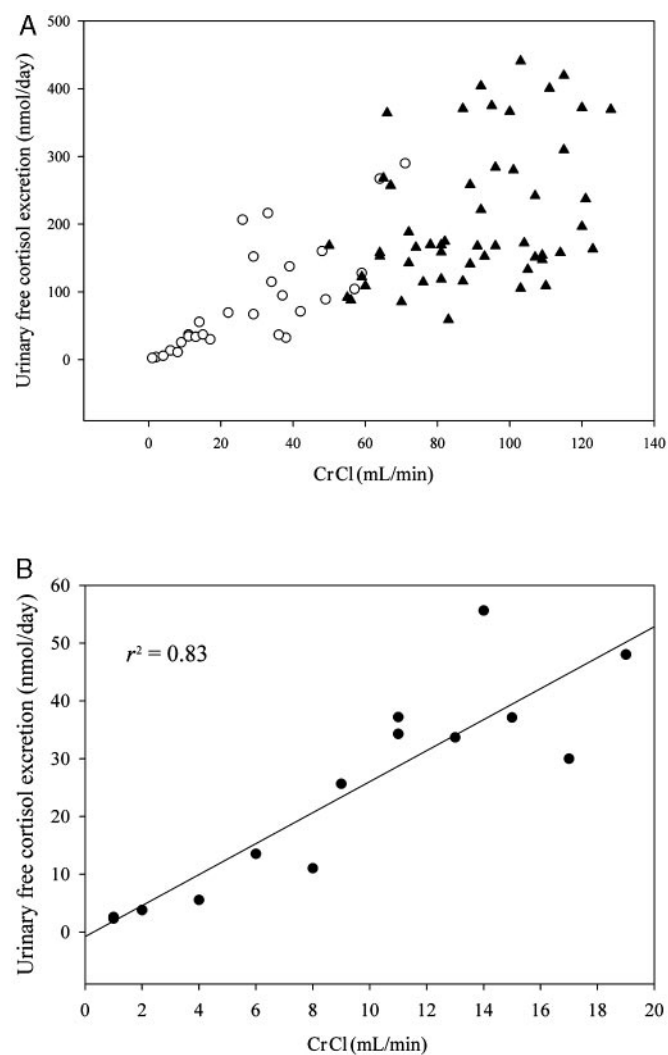 A
Urinary free cortisol excretion (nmol/day)
500
400
300
200
100
0
0 20 40 60 80 100 120 140
CrCl (mL/min)
B
Urinary free cortisol excretion (nmol/day)
60
50
40
30
20
10
0
r² = 0.83
0 2 4 6 8 10 12 14 16 18 20
CrCl (mL/min)